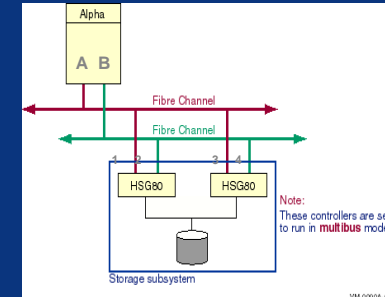 Alpha
A B
Fibre Channel
Fibre Channel
1 2 3 4
HSG80 HSG80
Note:
These controllers are se
to run in multibus mode
Storage subsystem